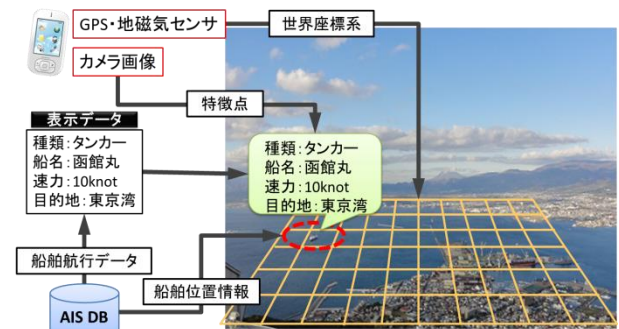 GPS・地磁気センサ
世界座標系
カメラ画像
特徴点
表示データ
種類:タンカー
船名:函館丸
速力:10knot
目的地:東京湾
種類:タンカー
船名:函館丸
速力:10knot
目的地:東京湾
船舶航行データ
船舶位置情報
AIS DB